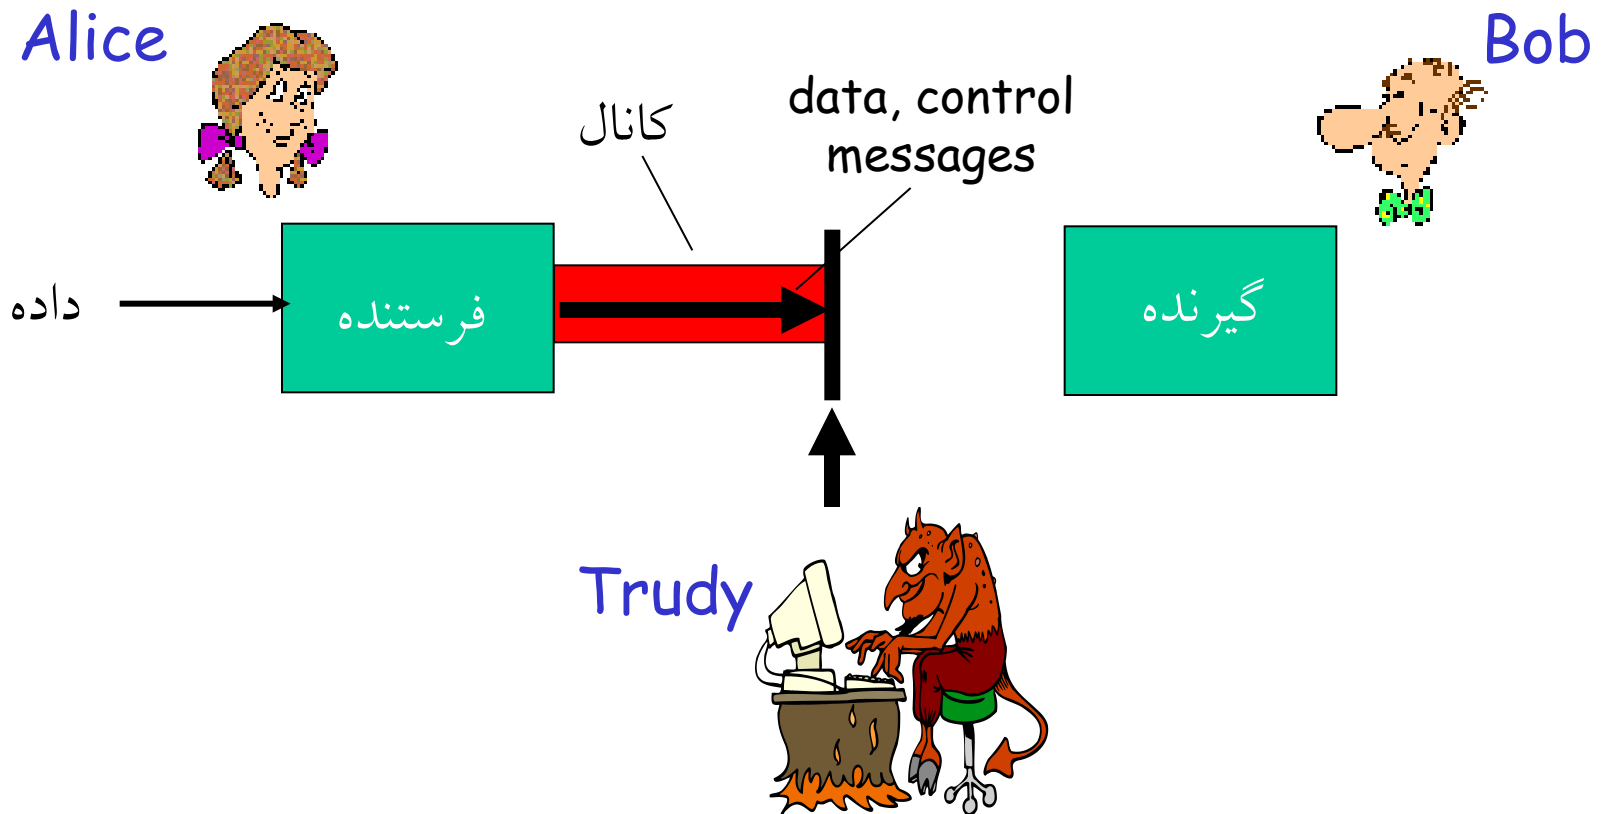 Alice
Bob
data, control
messages
کانال
داده
فرستنده
گیرنده
Trudy